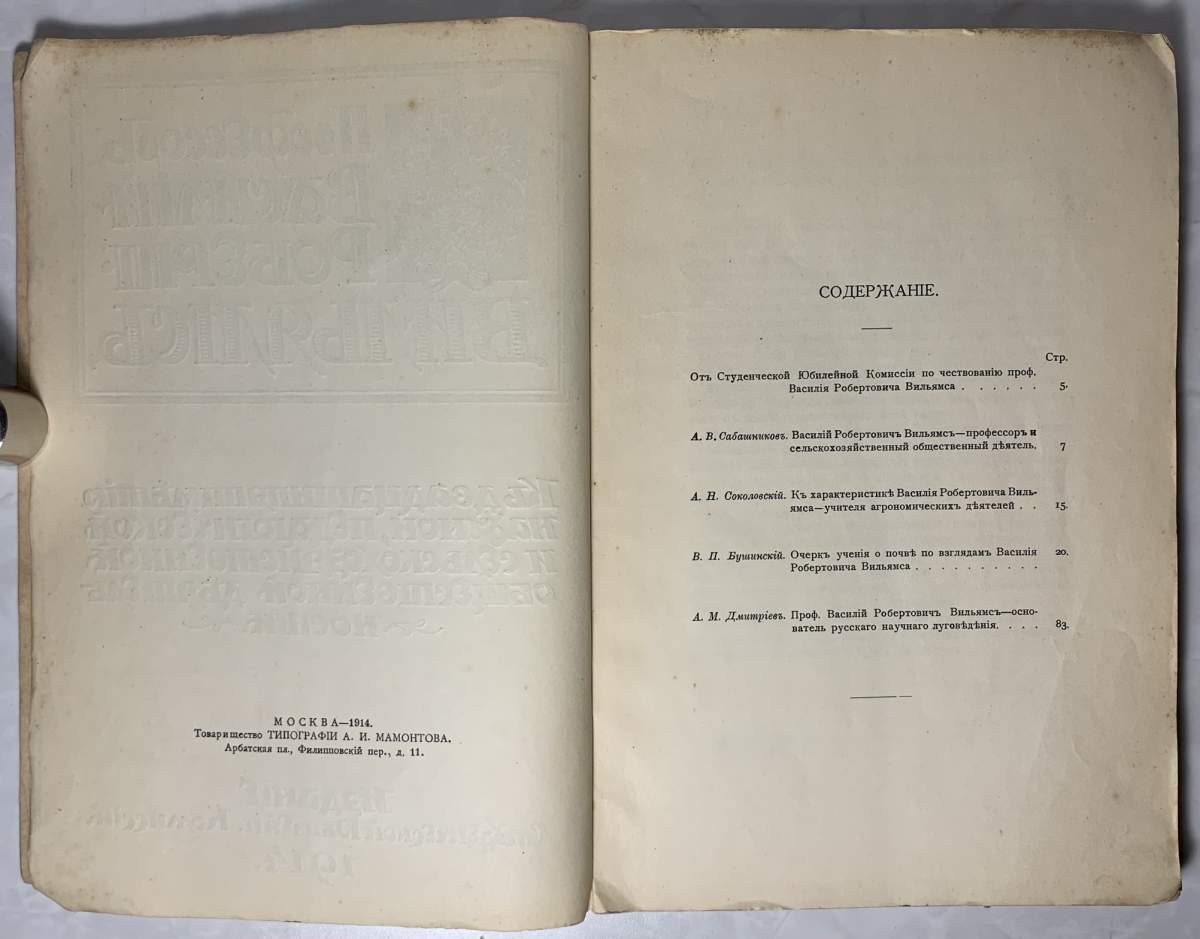 МОСКВА—1914.
Товарищество ТИПОГРАФІИ А. И. МАМОНТОВА.
Арбатская пл., Филипповскій пер., д. 11.
СОДЕРЖАНІЕ.
Стр.
Отъ Студенческой Юбилейной Комиссіи по чествованію проф.
Василія Робертовича Вильямса . . . . . . 5.
А. В. Сабашниковъ. Василій Робертовичъ Вильямсъ—профессоръ и
сельскохозяйственный общественный дѣятель. 7
А. Н. Соколовскій. Къ характеристикѣ Василія Робертовича Виль-
ямса—учителя агрономическихъ дѣятелей . . 15.
В. П. Бушинскій. Очеркъ ученія о почвѣ по взглядамъ Василія 20.
Робертовича Вильямса . . . . . . . . . .
А. М. Дмитріевъ. Проф. Василій Робертовичъ Вильямсъ—осно-
ватель русскаго научнаго луговѣдѣнія. . . . 83.